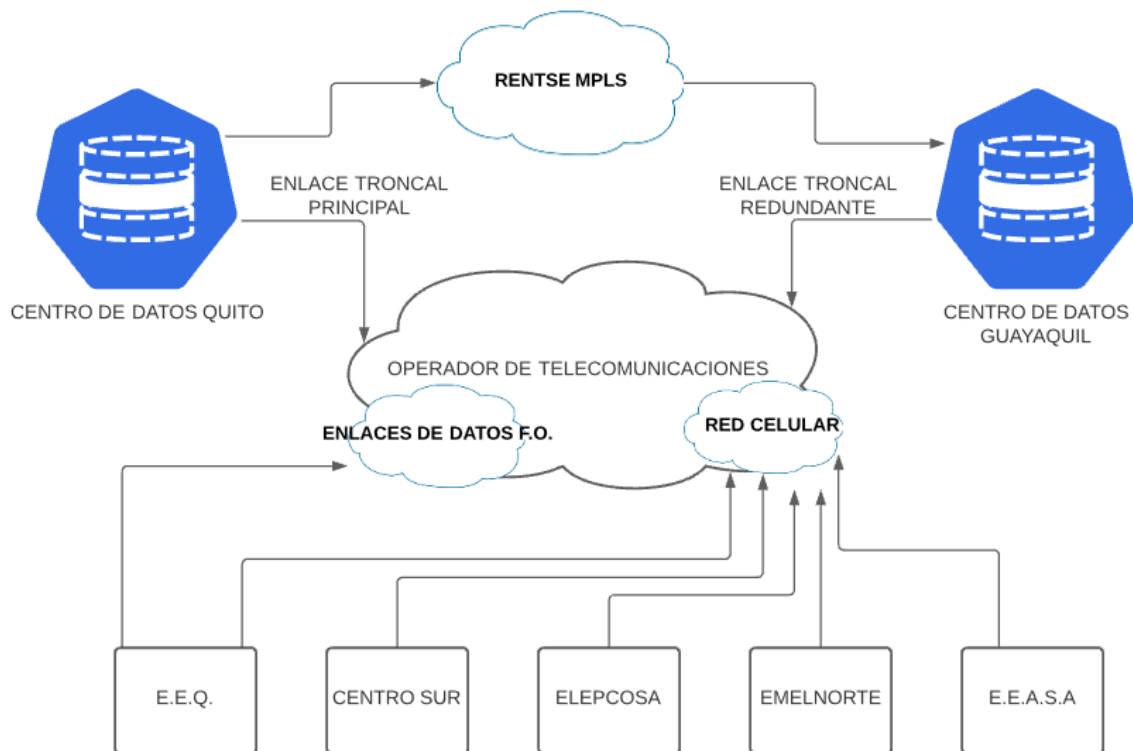 RENTSE MPLS
ENLACE TRONCAL
PRINCIPAL
ENLACE TRONCAL
REDUNDANTE
CENTRO DE DATOS QUITO
CENTRO DE DATOS
GUAYAQUIL
OPERADOR DE TELECOMUNICACIONES
ENLACES DE DATOS F.O.
RED CELULAR
E.E.Q.
CENTRO SUR
ELEPCOSA
EMELNORTE
E.E.A.S.A